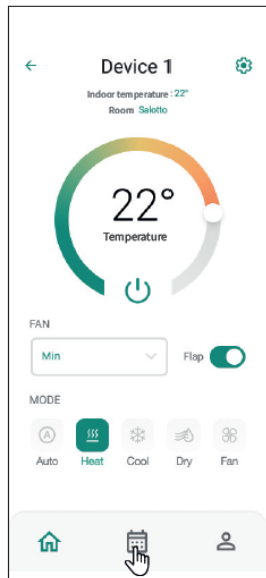 Device 1
Indoor temperature : 22°
Room Salotto
22°
Temperature
FAN
Min
Flap
MODE
A
Auto Heat Cool Dry Fan